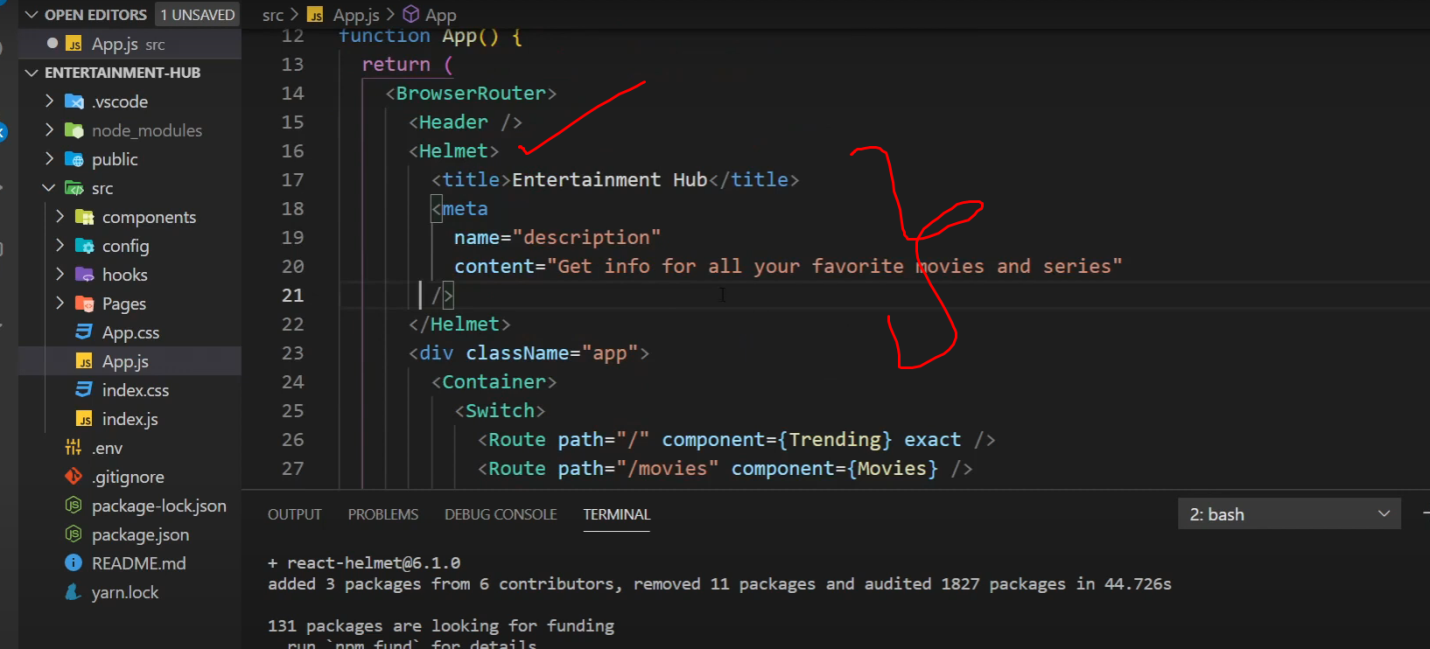 OPEN EDITORS 1 UNSAVED
App.js src
ENTERTAINMENT-HUB
.vscode
node_modules
public
src
components
config
hooks
Pages
App.css
App.js
index.css
index.js
.env
.gitignore
package-lock.json
package.json
README.md
yarn.lock
src > JS App.js > App
12 function App() {
13 return (
14 <BrowserRouter>
15 <Header />
16 <Helmet>
17 <title>Entertainment Hub</title>
18 <meta
19 name="description"
20 content="Get info for all your favorite movies and series"
21 />
22 </Helmet>
23 <div className="app">
24 <Container>
25 <Switch>
26 <Route path="/" component={Trending} exact />
27 <Route path="/movies" component={Movies} />
OUTPUT PROBLEMS DEBUG CONSOLE TERMINAL 2: bash
+ react-helmet@6.1.0
added 3 packages from 6 contributors, removed 11 packages and audited 1827 packages in 44.726s
131 packages are looking for funding
run `npm fund` for details